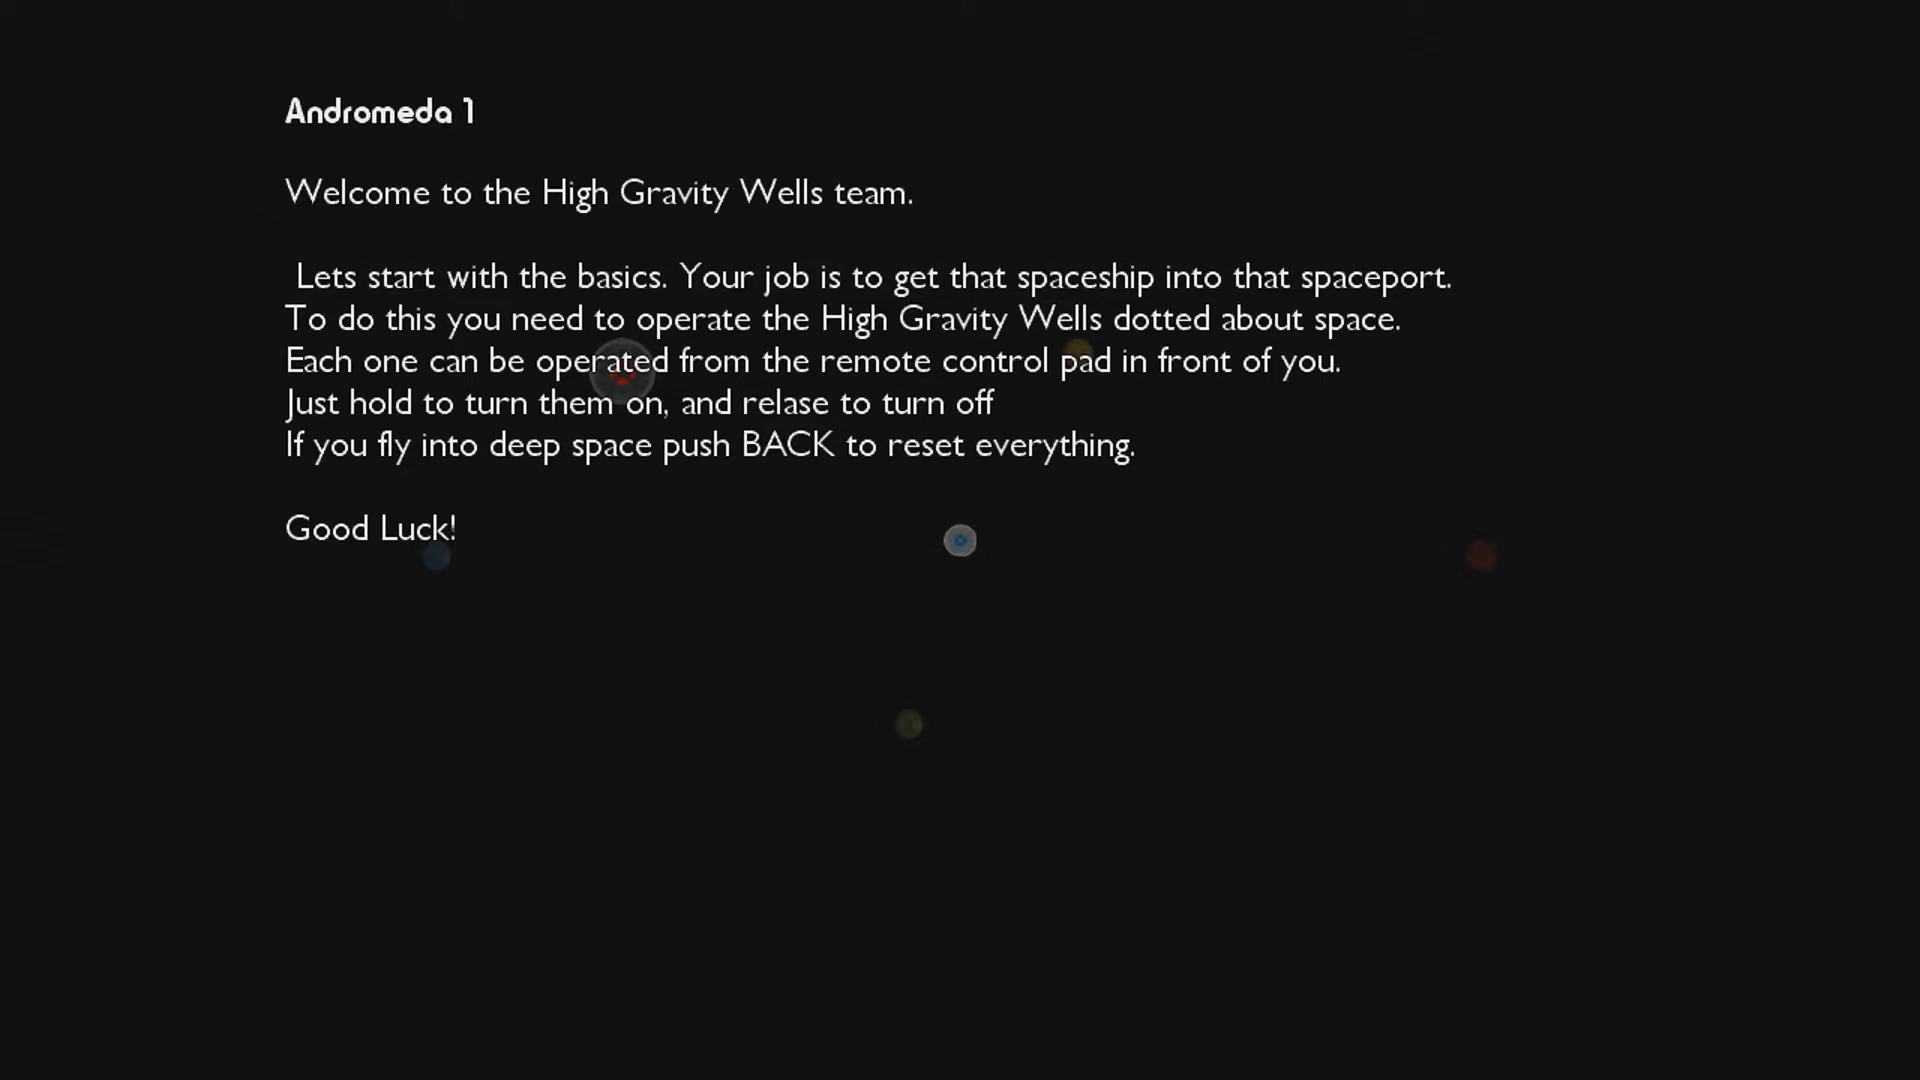 Andromeda 1
Welcome to the High Gravity Wells team.
Lets start with the basics. Your job is to get that spaceship into that spaceport.
To do this you need to operate the High Gravity Wells dotted about space.
Each one can be operated from the remote control pad in front of you.
Just hold to turn them on, and relase to turn off
If you fly into deep space push BACK to reset everything.
Good Luck!